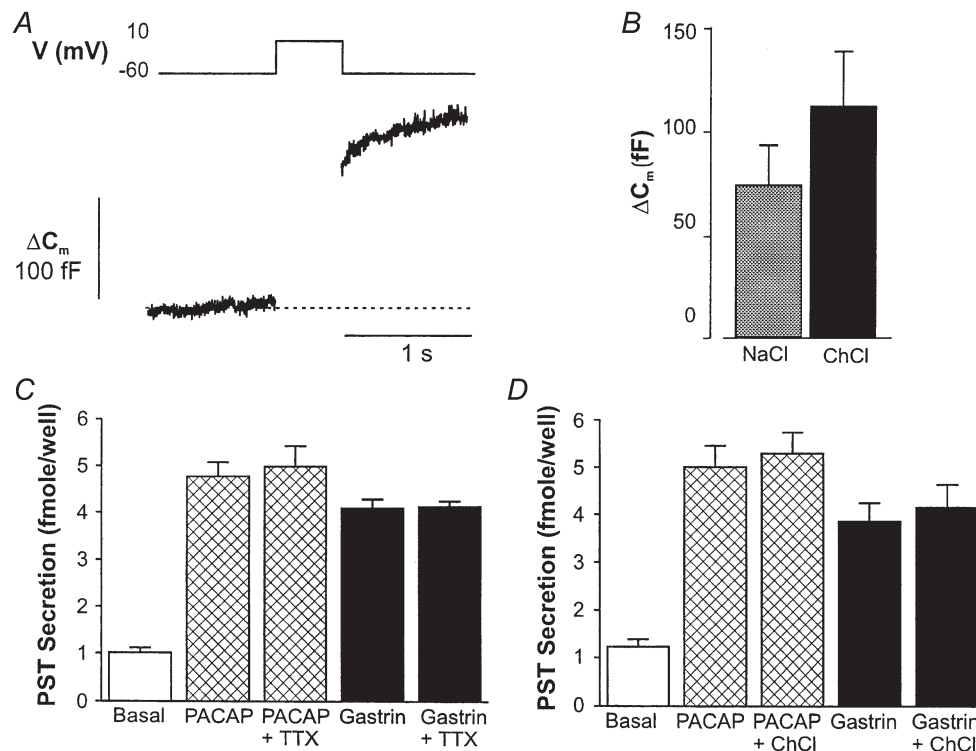 A
10
V (mV)
-60
ΔCm
100 fF
1 s
B
150
100
50
0
ΔCm (fF)
NaCl
ChCl
C
PST Secretion (fmole/well)
6
5
4
3
2
1
0
Basal
PACAP
PACAP
+ TTX
Gastrin
Gastrin
+ TTX
D
PST Secretion (fmole/well)
6
5
4
3
2
1
0
Basal
PACAP
PACAP
+ ChCl
Gastrin
Gastrin
+ ChCl